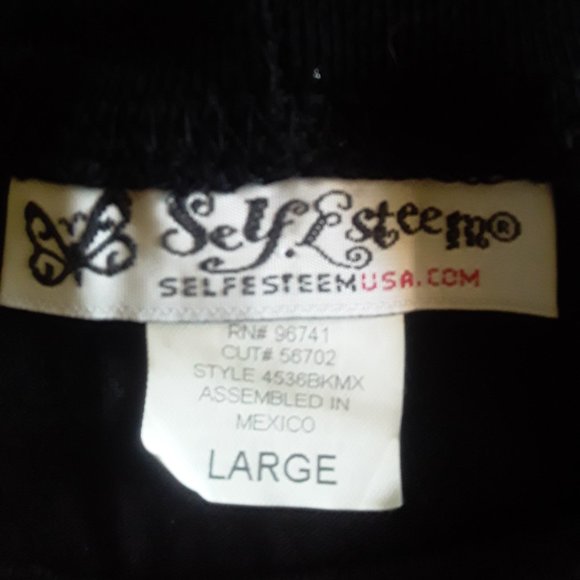 Self.Esteem®
SELFESTEEMUSA.COM
RN# 96741
CUT# 56702
STYLE 4536BKMX
ASSEMBLED IN
MEXICO
LARGE